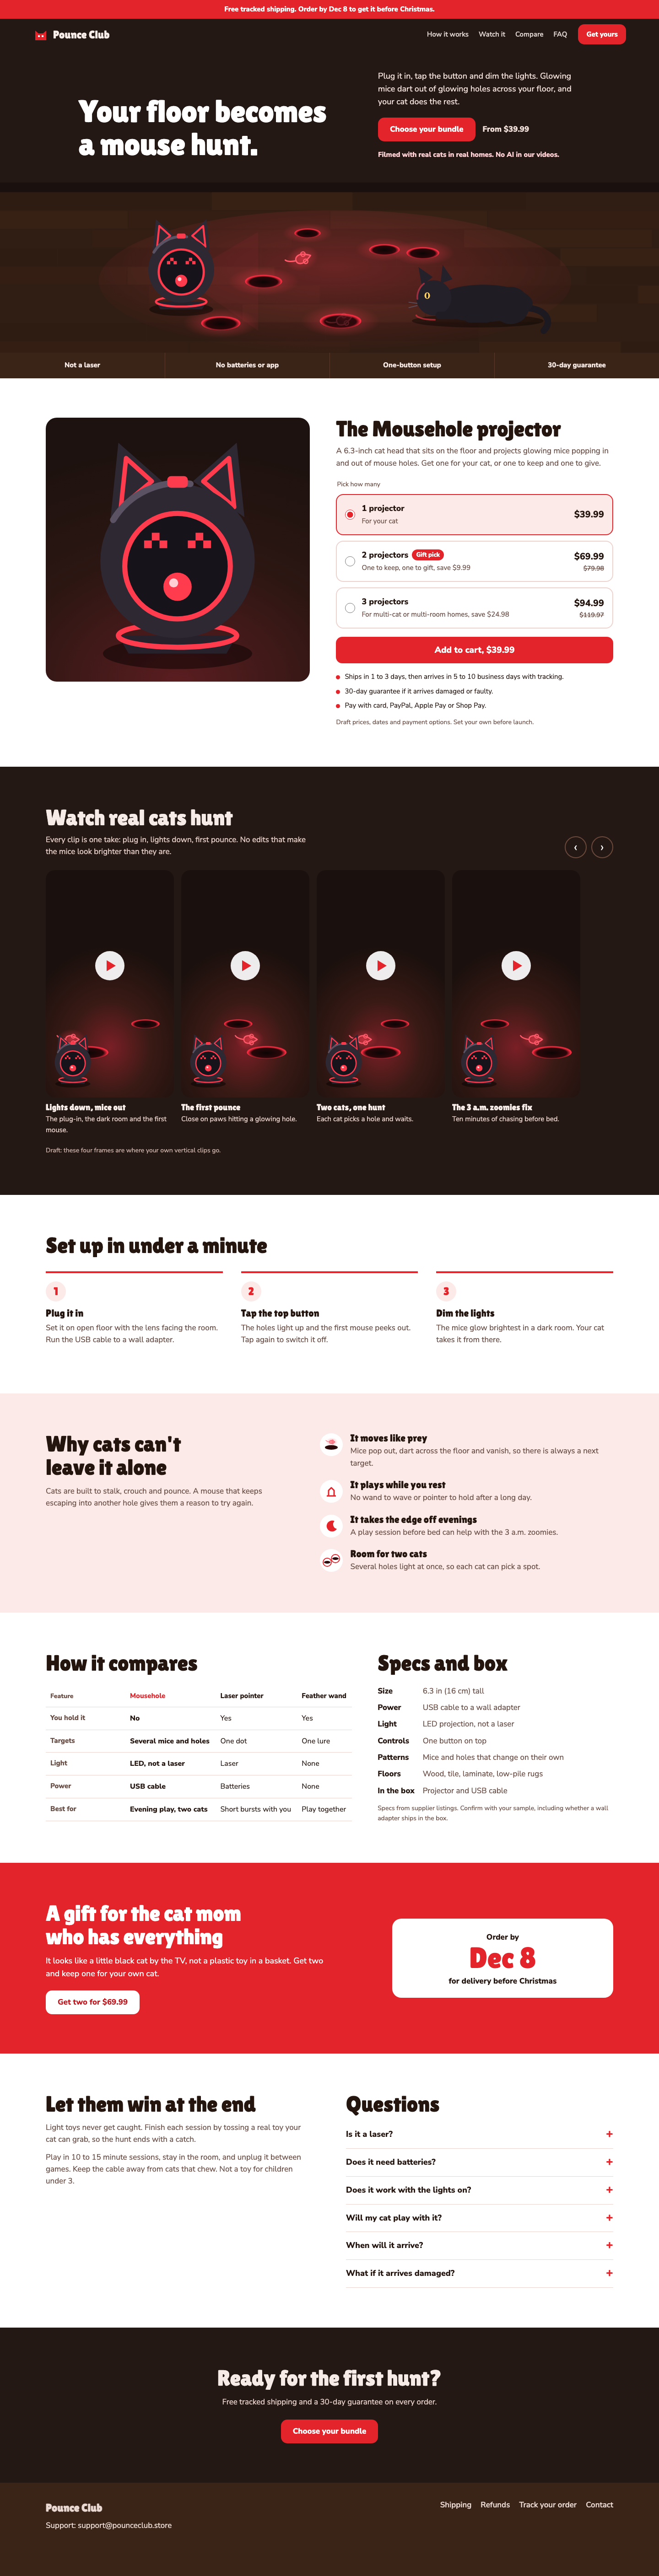 Free tracked shipping. Order by Dec 8 to get it before Christmas.
Pounce Club
How it works
Watch it
Compare
FAQ
Get yours
Your floor becomes
a mouse hunt.
Plug it in, tap the button and dim the lights. Glowing
mice dart out of glowing holes across your floor, and
your cat does the rest.
Choose your bundle
From $39.99
Filmed with real cats in real homes. No AI in our videos.
Not a laser
No batteries or app
One-button setup
30-day guarantee
The Mousehole projector
A 6.3-inch cat head that sits on the floor and projects glowing mice popping in
and out of mouse holes. Get one for your cat, or one to keep and one to give.
Pick how many
1 projector
For your cat
$39.99
2 projectors
Gift pick
One to keep, one to gift, save $9.99
$69.99
$79.98
3 projectors
For multi-cat or multi-room homes, save $24.98
$94.99
$119.97
Add to cart, $39.99
Ships in 1 to 3 days, then arrives in 5 to 10 business days with tracking.
30-day guarantee if it arrives damaged or faulty.
Pay with card, PayPal, Apple Pay or Shop Pay.
Draft prices, dates and payment options. Set your own before launch.
Watch real cats hunt
Every clip is one take: plug in, lights down, first pounce. No edits that make
the mice look brighter than they are.
Lights down, mice out
The plug-in, the dark room and the first
mouse.
The first pounce
Close on paws hitting a glowing hole.
Two cats, one hunt
Each cat picks a hole and waits.
The 3 a.m. zoomies fix
Ten minutes of chasing before bed.
Draft: these four frames are where your own vertical clips go.
Set up in under a minute
1
Plug it in
Set it on open floor with the lens facing the room.
Run the USB cable to a wall adapter.
2
Tap the top button
The holes light up and the first mouse peeks out.
Tap again to switch it off.
3
Dim the lights
The mice glow brightest in a dark room. Your cat
takes it from there.
Why cats can't
leave it alone
Cats are built to stalk, crouch and pounce. A mouse that keeps
escaping into another hole gives them a reason to try again.
It moves like prey
Mice pop out, dart across the floor and vanish, so there is always a next
target.
It plays while you rest
No wand to wave or pointer to hold after a long day.
It takes the edge off evenings
A play session before bed can help with the 3 a.m. zoomies.
Room for two cats
Several holes light at once, so each cat can pick a spot.
How it compares
Feature Mousehole Laser pointer Feather wand
You hold it No Yes Yes
Targets Several mice and holes One dot One lure
Light LED, not a laser Laser None
Power USB cable Batteries None
Best for Evening play, two cats Short bursts with you Play together
Specs and box
Size 6.3 in (16 cm) tall
Power USB cable to a wall adapter
Light LED projection, not a laser
Controls One button on top
Patterns Mice and holes that change on their own
Floors Wood, tile, laminate, low-pile rugs
In the box Projector and USB cable
Specs from supplier listings. Confirm with your sample, including whether a wall
adapter ships in the box.
A gift for the cat mom
who has everything
It looks like a little black cat by the TV, not a plastic toy in a basket. Get two
and keep one for your own cat.
Get two for $69.99
Order by
Dec 8
for delivery before Christmas
Let them win at the end
Light toys never get caught. Finish each session by tossing a real toy your
cat can grab, so the hunt ends with a catch.
Play in 10 to 15 minute sessions, stay in the room, and unplug it between
games. Keep the cable away from cats that chew. Not a toy for children
under 3.
Questions
Is it a laser?
Does it need batteries?
Does it work with the lights on?
Will my cat play with it?
When will it arrive?
What if it arrives damaged?
Ready for the first hunt?
Free tracked shipping and a 30-day guarantee on every order.
Choose your bundle
Pounce Club
Support: support@pounceclub.store
Shipping
Refunds
Track your order
Contact